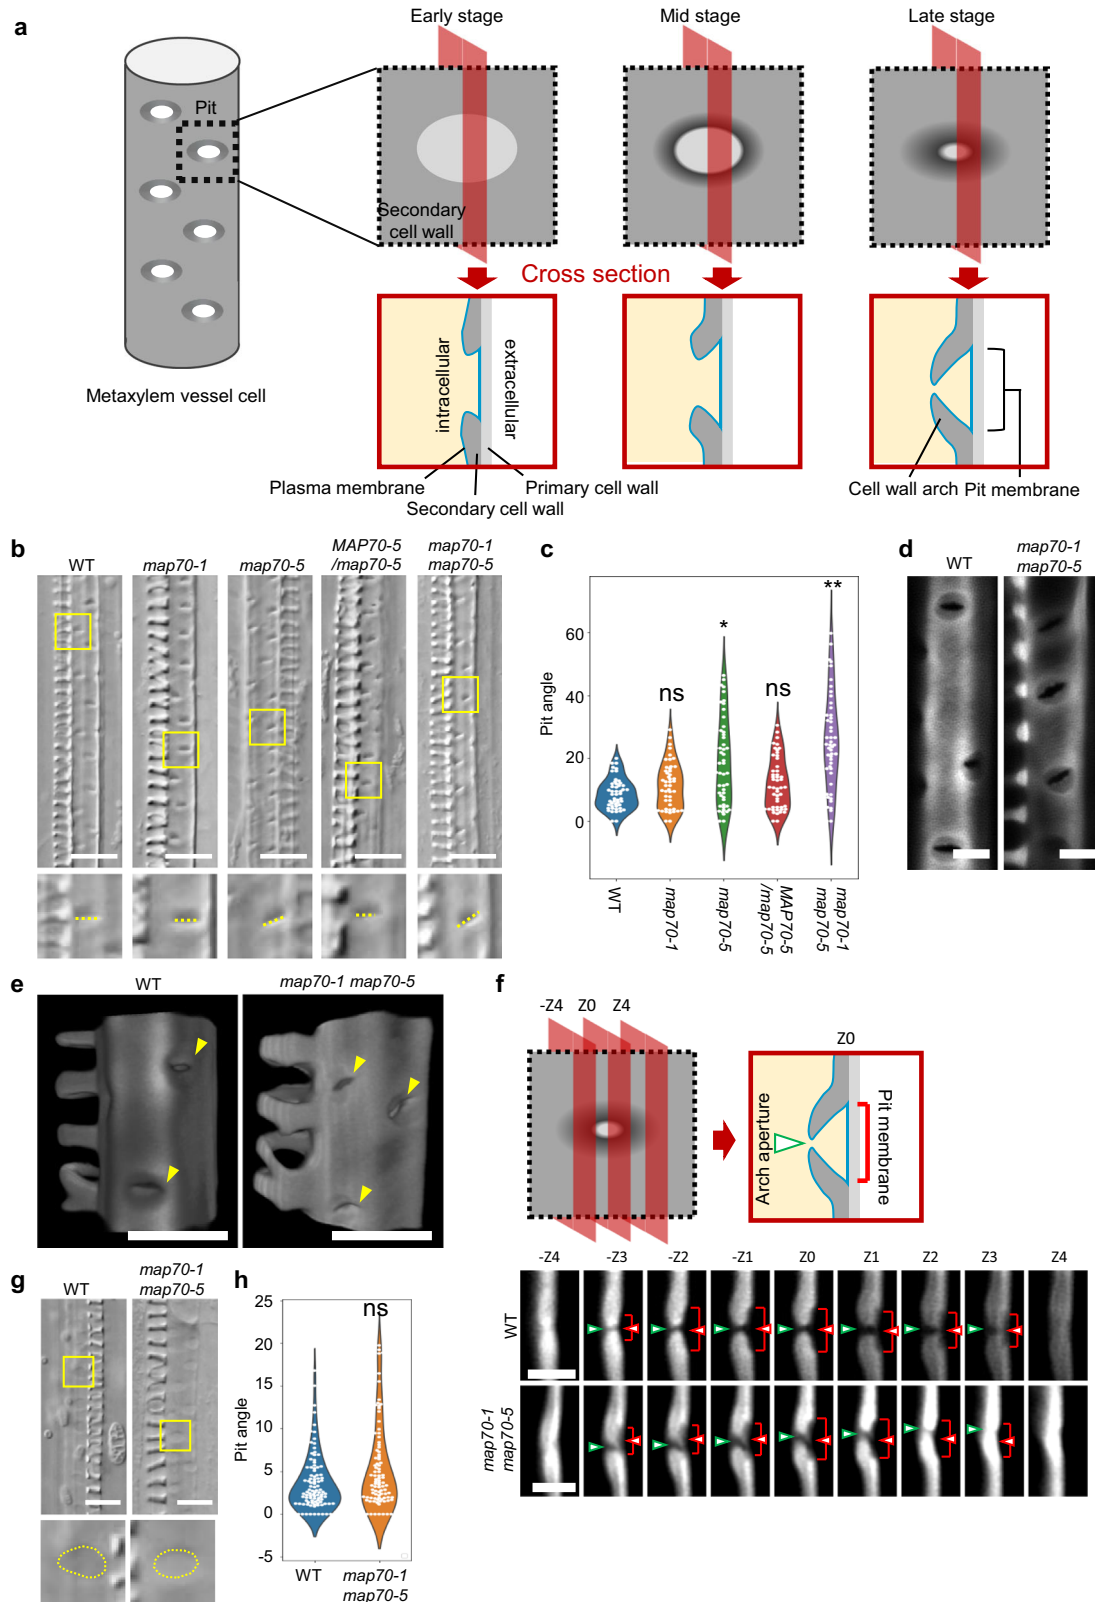 a
Early stage
Mid stage
Late stage
Pit
Secondary
cell wall
Cross section
intracellular
extracellular
Metaxylem vessel cell
Plasma membrane
Primary cell wall
Secondary cell wall
Cell wall arch
Pit membrane
b
WT
map70-1
map70-5
MAP70-5
/map70-5
map70-1
map70-5
c
Pit angle
60
40
20
0
ns
*
ns
**
WT
map70-1
map70-5
MAP70-5
/map70-5
map70-1
map70-5
d
WT
map70-1
map70-5
e
WT
map70-1 map70-5
f
-Z4
Z0
Z4
Z0
Arch aperture
Pit membrane
-Z4
-Z3
-Z2
-Z1
Z0
Z1
Z2
Z3
Z4
WT
map70-1
map70-5
g
WT
map70-1
map70-5
h
Pit angle
25
20
15
10
5
0
-5
ns
WT
map70-1
map70-5